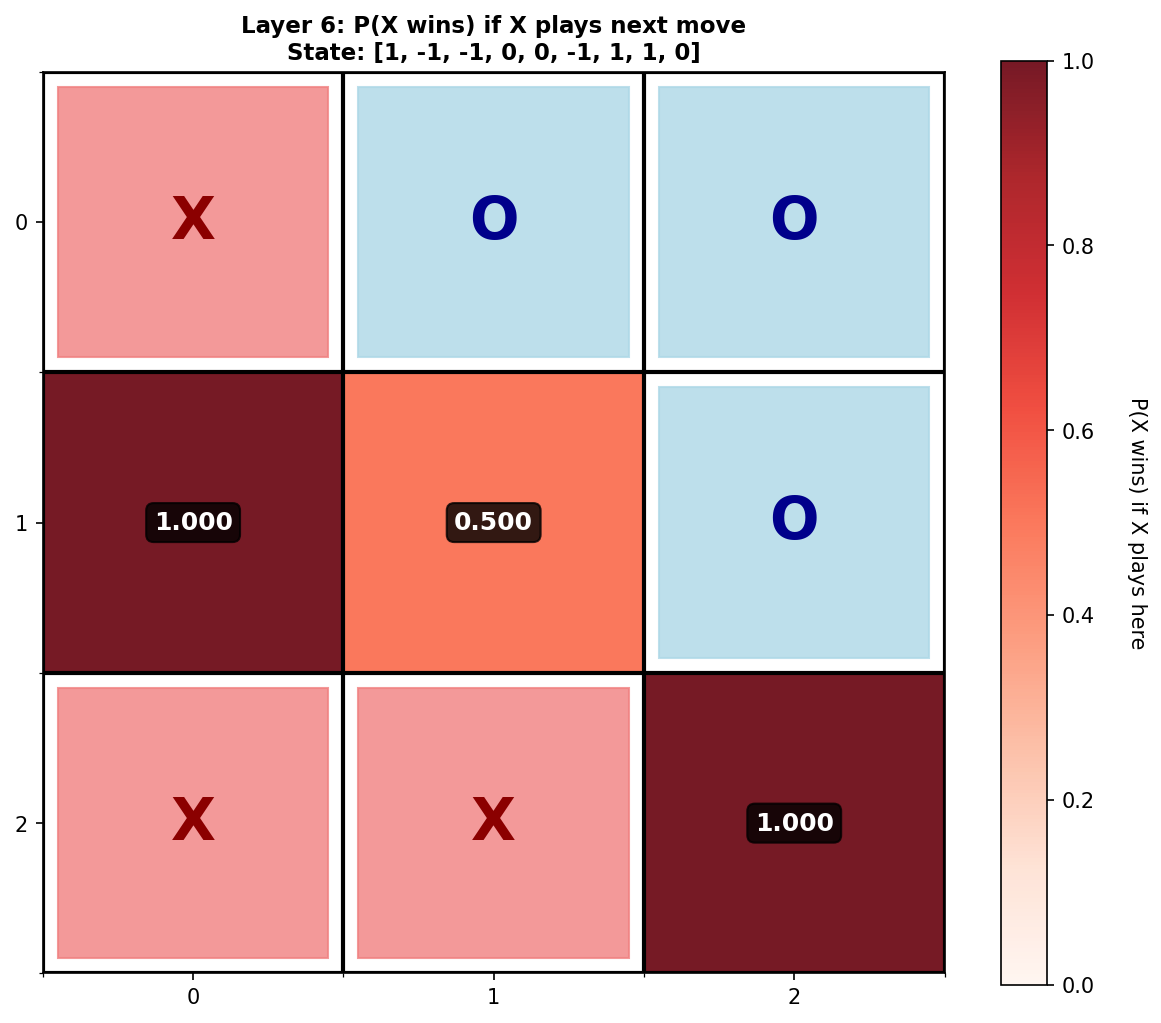 Layer 6: P(X wins) if X plays next move
State: [1, -1, -1, 0, 0, -1, 1, 1, 0]
0
X
O
O
1
1.000
0.500
O
2
X
X
1.000
0
1
2
1.0
0.8
0.6
0.4
0.2
0.0
P(X wins) if X plays here